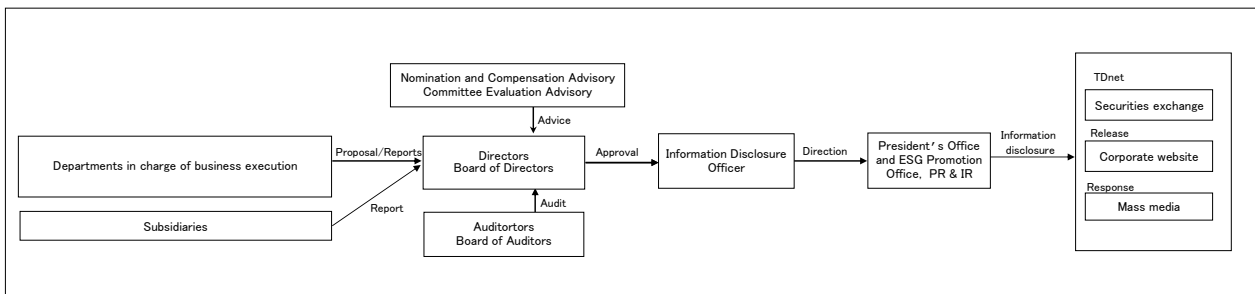 Nomination and Compensation Advisory
Committee Evaluation Advisory
Advice
Departments in charge of business execution
Proposal/Reports
Directors
Board of Directors
Approval
Information Disclosure
Officer
Direction
President's Office
and ESG Promotion
Office, PR & IR
Information
disclosure
TDnet
Securities exchange
Release
Corporate website
Response
Mass media
Subsidiaries
Report
Audit
Auditortors
Board of Auditors